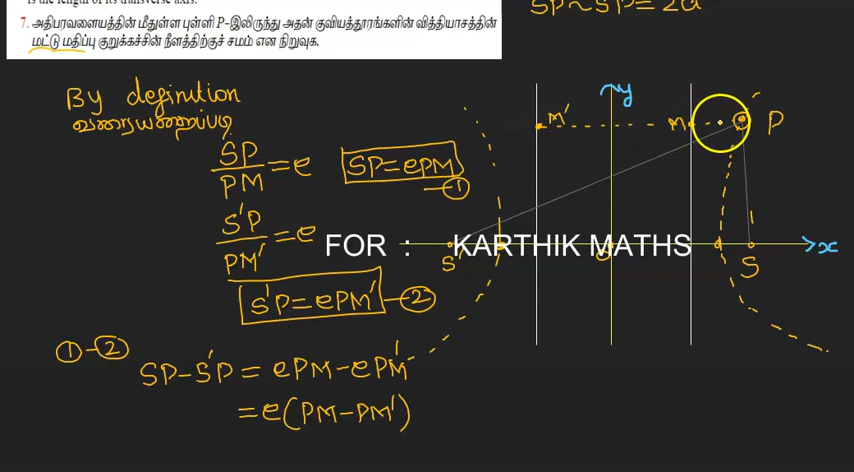 is the length of its transverse axis.
7. அதிபரவளையத்தின் மீதுள்ள புள்ளி P-இலிருந்து அதன் குவியத்தூரங்களின் வித்தியாசத்தின்
மட்டு மதிப்பு குறுக்கச்சின் நீளத்திற்குச் சமம் என நிறுவுக.
SP ~ S'P = 2a
By definition
வரையறைப்படி
SP/PM = e SP = ePM —①
S'P/PM' = e
S'P = ePM' —②
①-② SP - S'P = ePM - ePM'
= e(PM - PM')
y
M' M P
FOR : KARTHIK MATHS
S' O S x